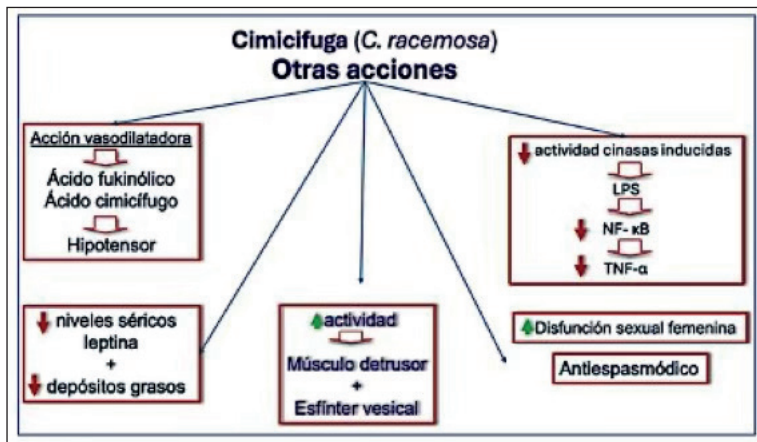 Cimicifuga (C. racemosa)
Otras acciones
Acción vasodilatadora
Ácido fukinólico
Ácido cimicífugo
Hipotensor
actividad cinasas inducidas
LPS
NF- κB
TNF-α
niveles séricos
leptina
+
depósitos grasos
actividad
Músculo detrusor
+
Esfínter vesical
Disfunción sexual femenina
Antiespasmódico